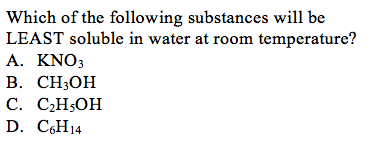 Which of the following substances will be
LEAST soluble in water at room temperature?
A. KNO₃
B. CH₃OH
C. C₂H₅OH
D. C₆H₁₄